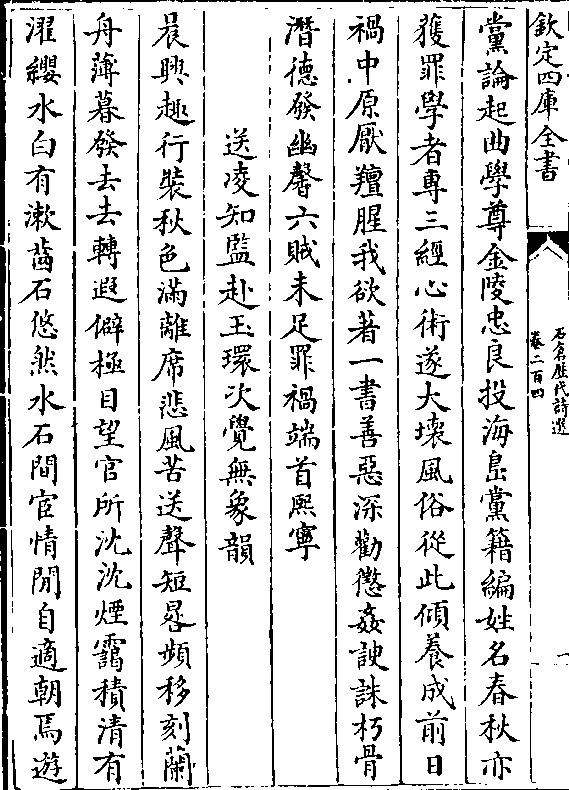 欽定四庫全書
石倉歷代詩選
卷二百四
一
黨論起曲學尊金陵忠良投海島黨籍編姓名春秋亦
獲罪學者專三經心術遂大壞風俗從此傾養成前日
禍中原厭羶腥我欲著一書善惡深勸懲姦諛誅朽骨
潛德發幽馨六賊未足罪禍端首熙寧
送凌知監赴玉環次覺無象韻
晨興趣行裝秋色滿離席悲風苦送聲短晷頻移刻蘭
舟薄暮發去去轉遐僻極目望官所沈沈煙靄積清有
濯纓水白有漱齒石悠然水石間宦情閒自適朝焉遊